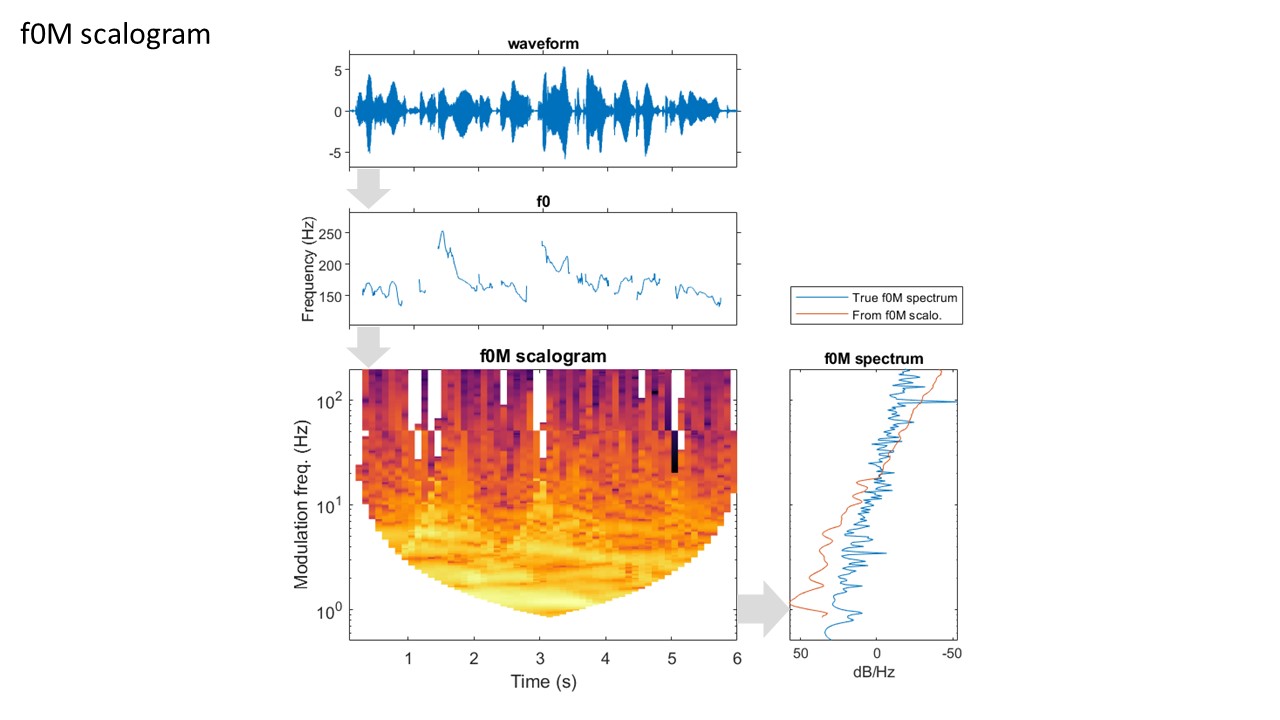 f0M scalogram
waveform
5
0
-5
f0
Frequency (Hz)
250
200
150
True f0M spectrum
From f0M scalo.
f0M scalogram
f0M spectrum
Modulation freq. (Hz)
10²
10¹
10⁰
1 2 3 4 5 6
Time (s)
50 0 -50
dB/Hz